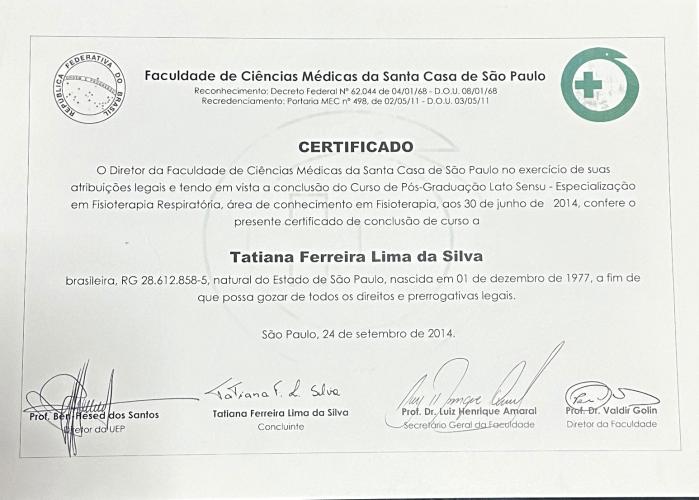 REPÚBLICA FEDERATIVA DO BRASIL
Faculdade de Ciências Médicas da Santa Casa de São Paulo
Reconhecimento: Decreto Federal Nº 62.044 de 04/01/68 - D.O.U. 08/01/68
Recredenciamento: Portaria MEC nº 498, de 02/05/11 - D.O.U. 03/05/11
CERTIFICADO
O Diretor da Faculdade de Ciências Médicas da Santa Casa de São Paulo no exercício de suas
atribuições legais e tendo em vista a conclusão do Curso de Pós-Graduação Lato Sensu - Especialização
em Fisioterapia Respiratória, área de conhecimento em Fisioterapia, aos 30 de junho de 2014, confere o
presente certificado de conclusão de curso a
Tatiana Ferreira Lima da Silva
brasileira, RG 28.612.858-5, natural do Estado de São Paulo, nascida em 01 de dezembro de 1977, a fim de
que possa gozar de todos os direitos e prerrogativas legais.
São Paulo, 24 de setembro de 2014.
Tatiana F. L. Silva
Prof. Ben-Hesed dos Santos
Diretor da UEP
Tatiana Ferreira Lima da Silva
Concluinte
Prof. Dr. Luiz Henrique Amaral
Secretário Geral da Faculdade
Prof. Dr. Valdir Golin
Diretor da Faculdade